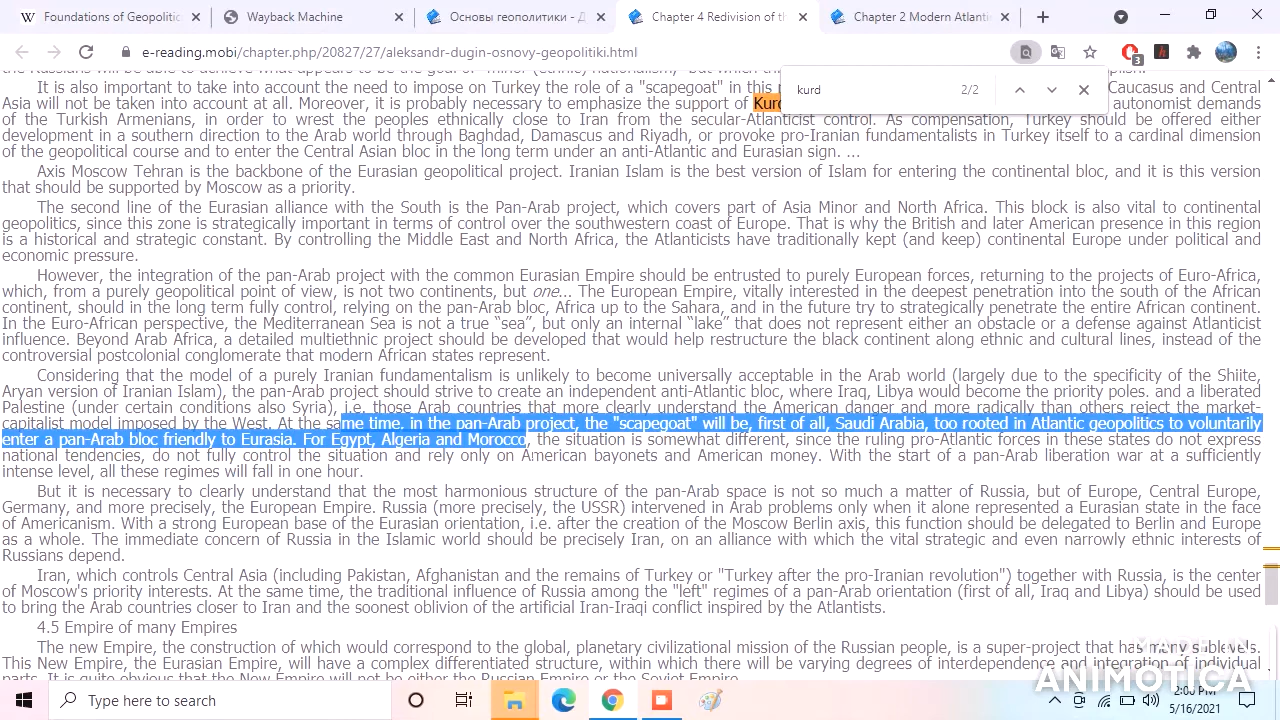 Foundations of Geopolitic
Wayback Machine
Основы геополитики - Д
Chapter 4 Redivision of th
Chapter 2 Modern Atlanti
e-reading.mobi/chapter.php/20827/27/aleksandr-dugin-osnovy-geopolitiki.html
3
kurd
2/2
It is also important to take into account the need to impose on Turkey the role of a "scapegoat" in this p Caucasus and Central
Asia will not be taken into account at all. Moreover, it is probably necessary to emphasize the support of Kurd autonomist demands
of the Turkish Armenians, in order to wrest the peoples ethnically close to Iran from the secular-Atlanticist control. As compensation, Turkey should be offered either
development in a southern direction to the Arab world through Baghdad, Damascus and Riyadh, or provoke pro-Iranian fundamentalists in Turkey itself to a cardinal dimension
of the geopolitical course and to enter the Central Asian bloc in the long term under an anti-Atlantic and Eurasian sign. ...
Axis Moscow Tehran is the backbone of the Eurasian geopolitical project. Iranian Islam is the best version of Islam for entering the continental bloc, and it is this version
that should be supported by Moscow as a priority.
The second line of the Eurasian alliance with the South is the Pan-Arab project, which covers part of Asia Minor and North Africa. This block is also vital to continental
geopolitics, since this zone is strategically important in terms of control over the southwestern coast of Europe. That is why the British and later American presence in this region
is a historical and strategic constant. By controlling the Middle East and North Africa, the Atlanticists have traditionally kept (and keep) continental Europe under political and
economic pressure.
However, the integration of the pan-Arab project with the common Eurasian Empire should be entrusted to purely European forces, returning to the projects of Euro-Africa,
which, from a purely geopolitical point of view, is not two continents, but one... The European Empire, vitally interested in the deepest penetration into the south of the African
continent, should in the long term fully control, relying on the pan-Arab bloc, Africa up to the Sahara, and in the future try to strategically penetrate the entire African continent.
In the Euro-African perspective, the Mediterranean Sea is not a true “sea”, but only an internal “lake” that does not represent either an obstacle or a defense against Atlanticist
influence. Beyond Arab Africa, a detailed multiethnic project should be developed that would help restructure the black continent along ethnic and cultural lines, instead of the
controversial postcolonial conglomerate that modern African states represent.
Considering that the model of a purely Iranian fundamentalism is unlikely to become universally acceptable in the Arab world (largely due to the specificity of the Shiite,
Aryan version of Iranian Islam), the pan-Arab project should strive to create an independent anti-Atlantic bloc, where Iraq, Libya would become the priority poles. and a liberated
Palestine (under certain conditions also Syria), i.e. those Arab countries that more clearly understand the American danger and more radically than others reject the market-
capitalist model imposed by the West. At the same time. in the pan-Arab project, the "scapegoat" will be, first of all, Saudi Arabia, too rooted in Atlantic geopolitics to voluntarily
enter a pan-Arab bloc friendly to Eurasia. For Egypt, Algeria and Morocco, the situation is somewhat different, since the ruling pro-Atlantic forces in these states do not express
national tendencies, do not fully control the situation and rely only on American bayonets and American money. With the start of a pan-Arab liberation war at a sufficiently
intense level, all these regimes will fall in one hour.
But it is necessary to clearly understand that the most harmonious structure of the pan-Arab space is not so much a matter of Russia, but of Europe, Central Europe,
Germany, and more precisely, the European Empire. Russia (more precisely, the USSR) intervened in Arab problems only when it alone represented a Eurasian state in the face
of Americanism. With a strong European base of the Eurasian orientation, i.e. after the creation of the Moscow Berlin axis, this function should be delegated to Berlin and Europe
as a whole. The immediate concern of Russia in the Islamic world should be precisely Iran, on an alliance with which the vital strategic and even narrowly ethnic interests of
Russians depend.
Iran, which controls Central Asia (including Pakistan, Afghanistan and the remains of Turkey or "Turkey after the pro-Iranian revolution") together with Russia, is the center
of Moscow's priority interests. At the same time, the traditional influence of Russia among the "left" regimes of a pan-Arab orientation (first of all, Iraq and Libya) should be used
to bring the Arab countries closer to Iran and the soonest oblivion of the artificial Iran-Iraqi conflict inspired by the Atlantists.
4.5 Empire of many Empires
The new Empire, the construction of which would correspond to the global, planetary civilizational mission of the Russian people, is a super-project that has many sublevels.
This New Empire, the Eurasian Empire, will have a complex differentiated structure, within which there will be varying degrees of interdependence and integration of individual
parts. It is quite obvious that the New Empire will not be either the Russian Empire or the Soviet Empire.
MADE IN
ANIMOTICA
Type here to search
2:00 PM
5/16/2021